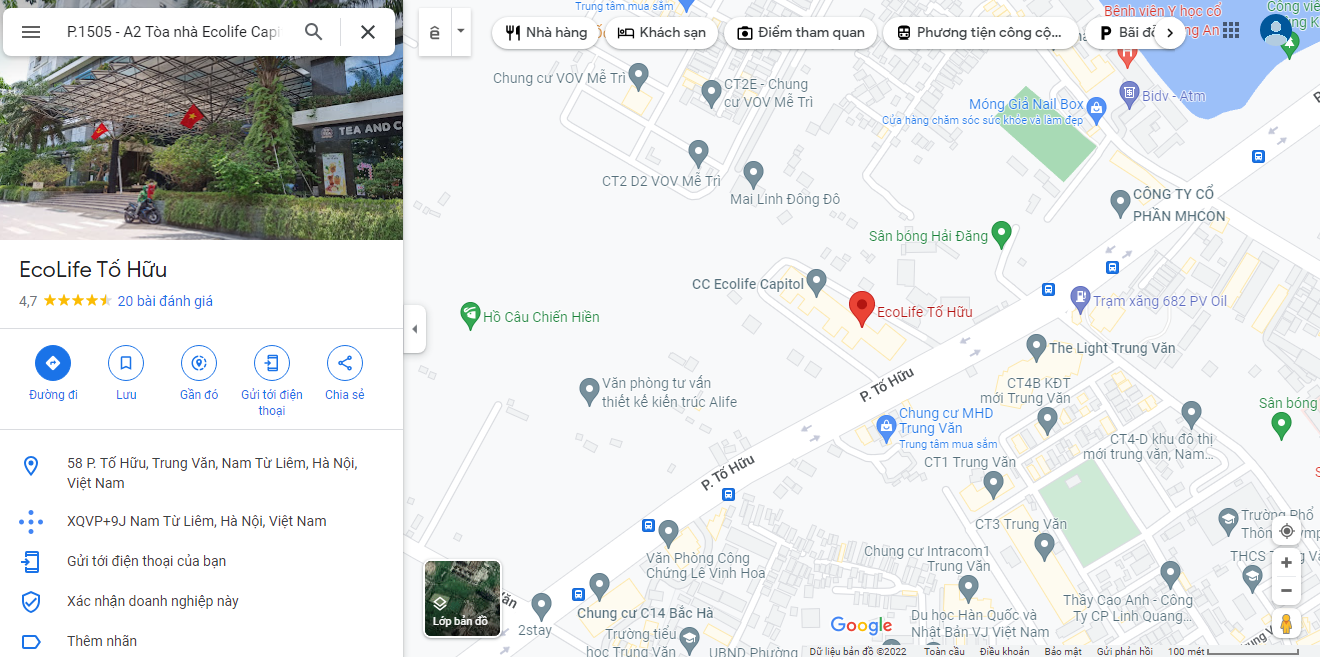 P.1505 - A2 Tòa nhà Ecolife Capi
TEA AND C
EcoLife Tố Hữu
4,7 20 bài đánh giá
Đường đi
Lưu
Gần đó
Gửi tới điện
thoại
Chia sẻ
58 P. Tố Hữu, Trung Văn, Nam Từ Liêm, Hà Nội,
Việt Nam
XQVP+9J Nam Từ Liêm, Hà Nội, Việt Nam
Gửi tới điện thoại của bạn
Xác nhận doanh nghiệp này
Thêm nhãn
ê
Nhà hàng
Khách sạn
Điểm tham quan
Phương tiện công cộ...
Bãi đ
Trung tâm mua sắm
Bệnh viện Y học cổ
Chung cư VOV Mễ Trì
CT2E - Chung
cư VOV Mễ Trì
Bidv - Atm
Móng Giả Nail Box
Cửa hàng chăm sóc sức khỏe và làm đẹp
CT2 D2 VOV Mễ Trì
Mai Linh Đông Đô
CÔNG TY CỔ
PHẦN MHCON
Sân bóng Hải Đăng
CC Ecolife Capitol
EcoLife Tố Hữu
Trạm xăng 682 PV Oil
Hồ Câu Chiến Hiền
The Light Trung Văn
P. Tố Hữu
Văn phòng tư vấn
thiết kế kiến trúc Alife
CT4B KĐT
mới Trung Văn
Chung cư MHD
Trung Văn
Trung tâm mua sắm
Sân bóng
CT4-D khu đô thị
mới trung văn, Nam...
CT1 Trung Văn
P. Tố Hữu
CT3 Trung Văn
Trường Phổ
Văn Phòng Công
Chứng Lê Vinh Hoa
Chung cư Intracom1
Trung Văn
THCS
Chung cư C14 Bắc Hà
2stay
Thầy Cao Anh - Công
Ty CP Linh Quang...
Du học Hàn Quốc và
Nhật Bản VJ Việt Nam
Trường tiểu
học Trung Văn
UBND Phường
Lớp bản đồ
Google
Dữ liệu bản đồ ©2022 Toàn cầu Điều khoản Bảo mật Gửi phản hồi 100 mét